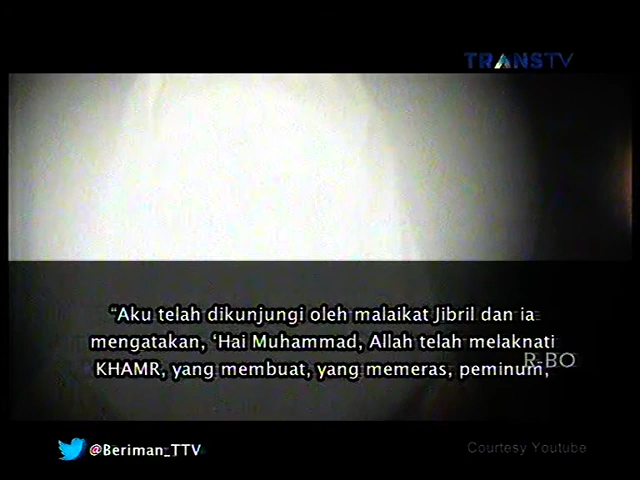 TRANSTV
“Aku telah dikunjungi oleh malaikat Jibril dan ia
mengatakan, ‘Hai Muhammad, Allah telah melaknati
KHAMR, yang membuat, yang memeras, peminum,
R-BO
@Beriman_TTV
Courtesy Youtube